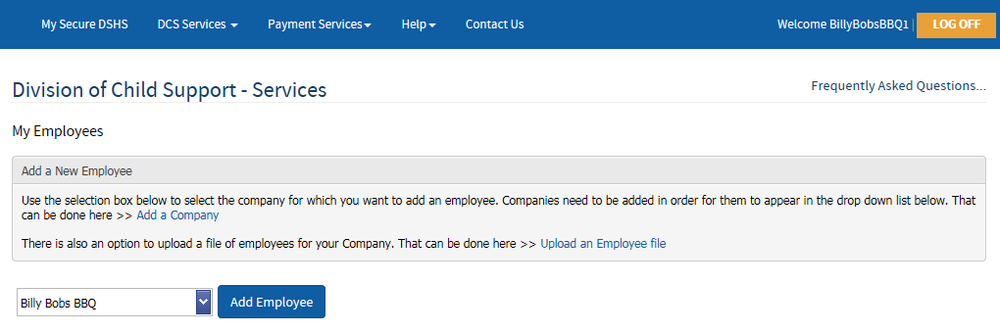 My Secure DSHS DCS Services Payment Services Help Contact Us Welcome BillyBobsBBQ1 | LOG OFF
Division of Child Support - Services Frequently Asked Questions...
My Employees
Add a New Employee
Use the selection box below to select the company for which you want to add an employee. Companies need to be added in order for them to appear in the drop down list below. That
can be done here >> Add a Company
There is also an option to upload a file of employees for your Company. That can be done here >> Upload an Employee file
Billy Bobs BBQ Add Employee